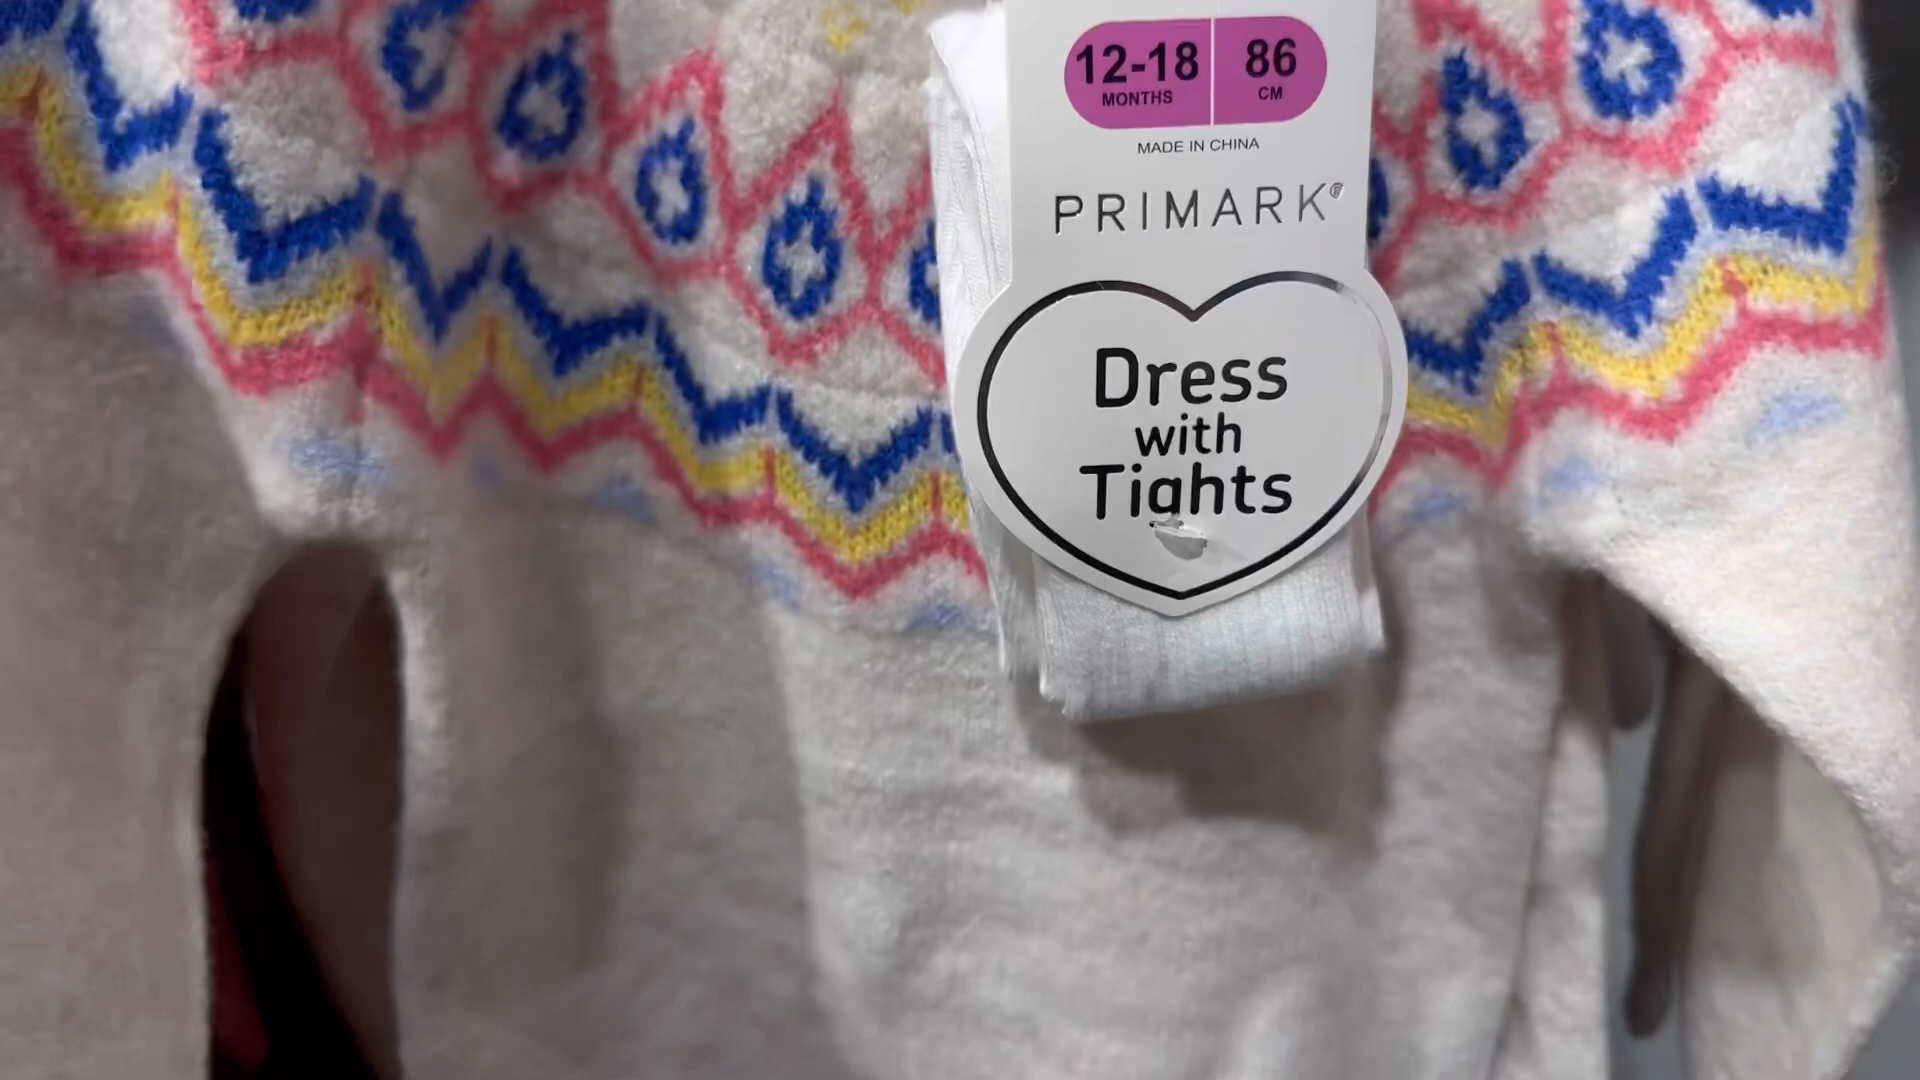 12-18 86
MONTHS CM
MADE IN CHINA
PRIMARK®
Dress
with
Tights